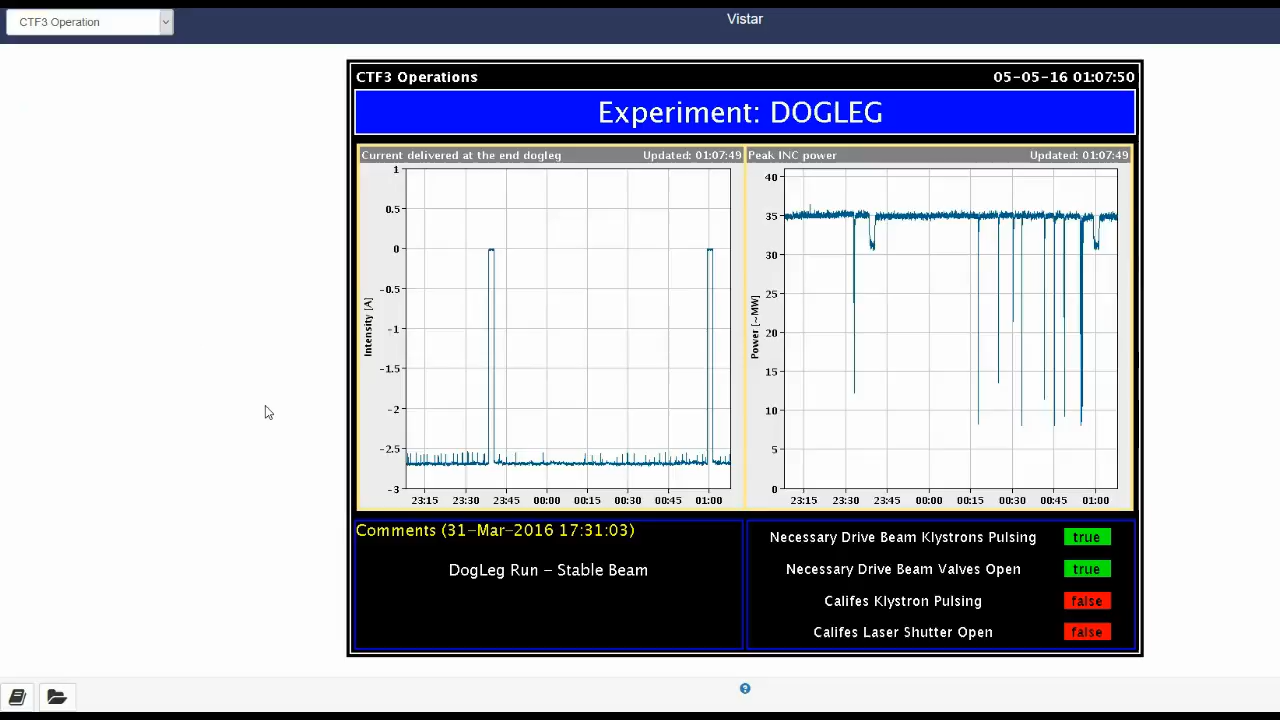 CTF3 Operation
Vistar
CTF3 Operations 05-05-16 01:07:50
Experiment: DOGLEG
Current delivered at the end dogleg Updated: 01:07:49
Peak INC power Updated: 01:07:49
1
0.5
0
-0.5
-1
-1.5
-2
-2.5
-3
Intensity [A]
23:15 23:30 23:45 00:00 00:15 00:30 00:45 01:00
40
35
30
25
20
15
10
5
0
Power [~MW]
23:15 23:30 23:45 00:00 00:15 00:30 00:45 01:00
Comments (31-Mar-2016 17:31:03)
DogLeg Run - Stable Beam
Necessary Drive Beam Klystrons Pulsing true
Necessary Drive Beam Valves Open true
Califes Klystron Pulsing false
Califes Laser Shutter Open false
?